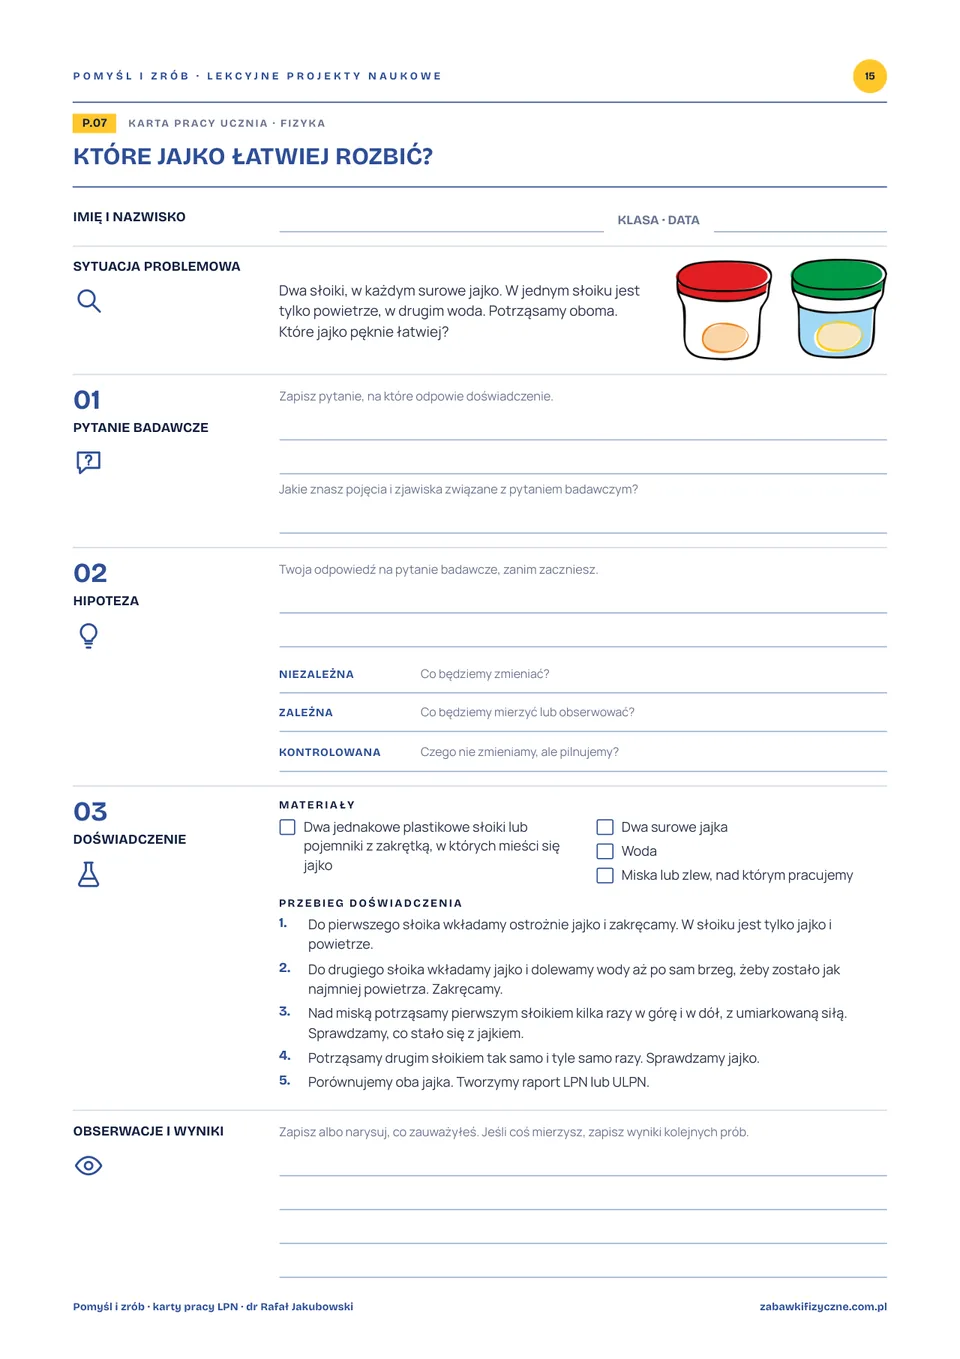 POMYŚL I ZRÓB · LEKCYJNE PROJEKTY NAUKOWE
15
P.07 KARTA PRACY UCZNIA · FIZYKA
KTÓRE JAJKO ŁATWIEJ ROZBIĆ?
IMIĘ I NAZWISKO
KLASA · DATA
SYTUACJA PROBLEMOWA
Dwa słoiki, w każdym surowe jajko. W jednym słoiku jest
tylko powietrze, w drugim woda. Potrząsamy oboma.
Które jajko pęknie łatwiej?
01
PYTANIE BADAWCZE
Zapisz pytanie, na które odpowie doświadczenie.
Jakie znasz pojęcia i zjawiska związane z pytaniem badawczym?
02
HIPOTEZA
Twoja odpowiedź na pytanie badawcze, zanim zaczniesz.
NIEZALEŻNA Co będziemy zmieniać?
ZALEŻNA Co będziemy mierzyć lub obserwować?
KONTROLOWANA Czego nie zmieniamy, ale pilnujemy?
03
DOŚWIADCZENIE
MATERIAŁY
Dwa jednakowe plastikowe słoiki lub
pojemniki z zakrętką, w których mieści się
jajko
Dwa surowe jajka
Woda
Miska lub zlew, nad którym pracujemy
PRZEBIEG DOŚWIADCZENIA
1. Do pierwszego słoika wkładamy ostrożnie jajko i zakręcamy. W słoiku jest tylko jajko i
powietrze.
2. Do drugiego słoika wkładamy jajko i dolewamy wody aż po sam brzeg, żeby zostało jak
najmniej powietrza. Zakręcamy.
3. Nad miską potrząsamy pierwszym słoikiem kilka razy w górę i w dół, z umiarkowaną siłą.
Sprawdzamy, co stało się z jajkiem.
4. Potrząsamy drugim słoikiem tak samo i tyle samo razy. Sprawdzamy jajko.
5. Porównujemy oba jajka. Tworzymy raport LPN lub ULPN.
OBSERWACJE I WYNIKI
Zapisz albo narysuj, co zauważyłeś. Jeśli coś mierzysz, zapisz wyniki kolejnych prób.
Pomyśl i zrób · karty pracy LPN · dr Rafał Jakubowski
zabawkifizyczne.com.pl